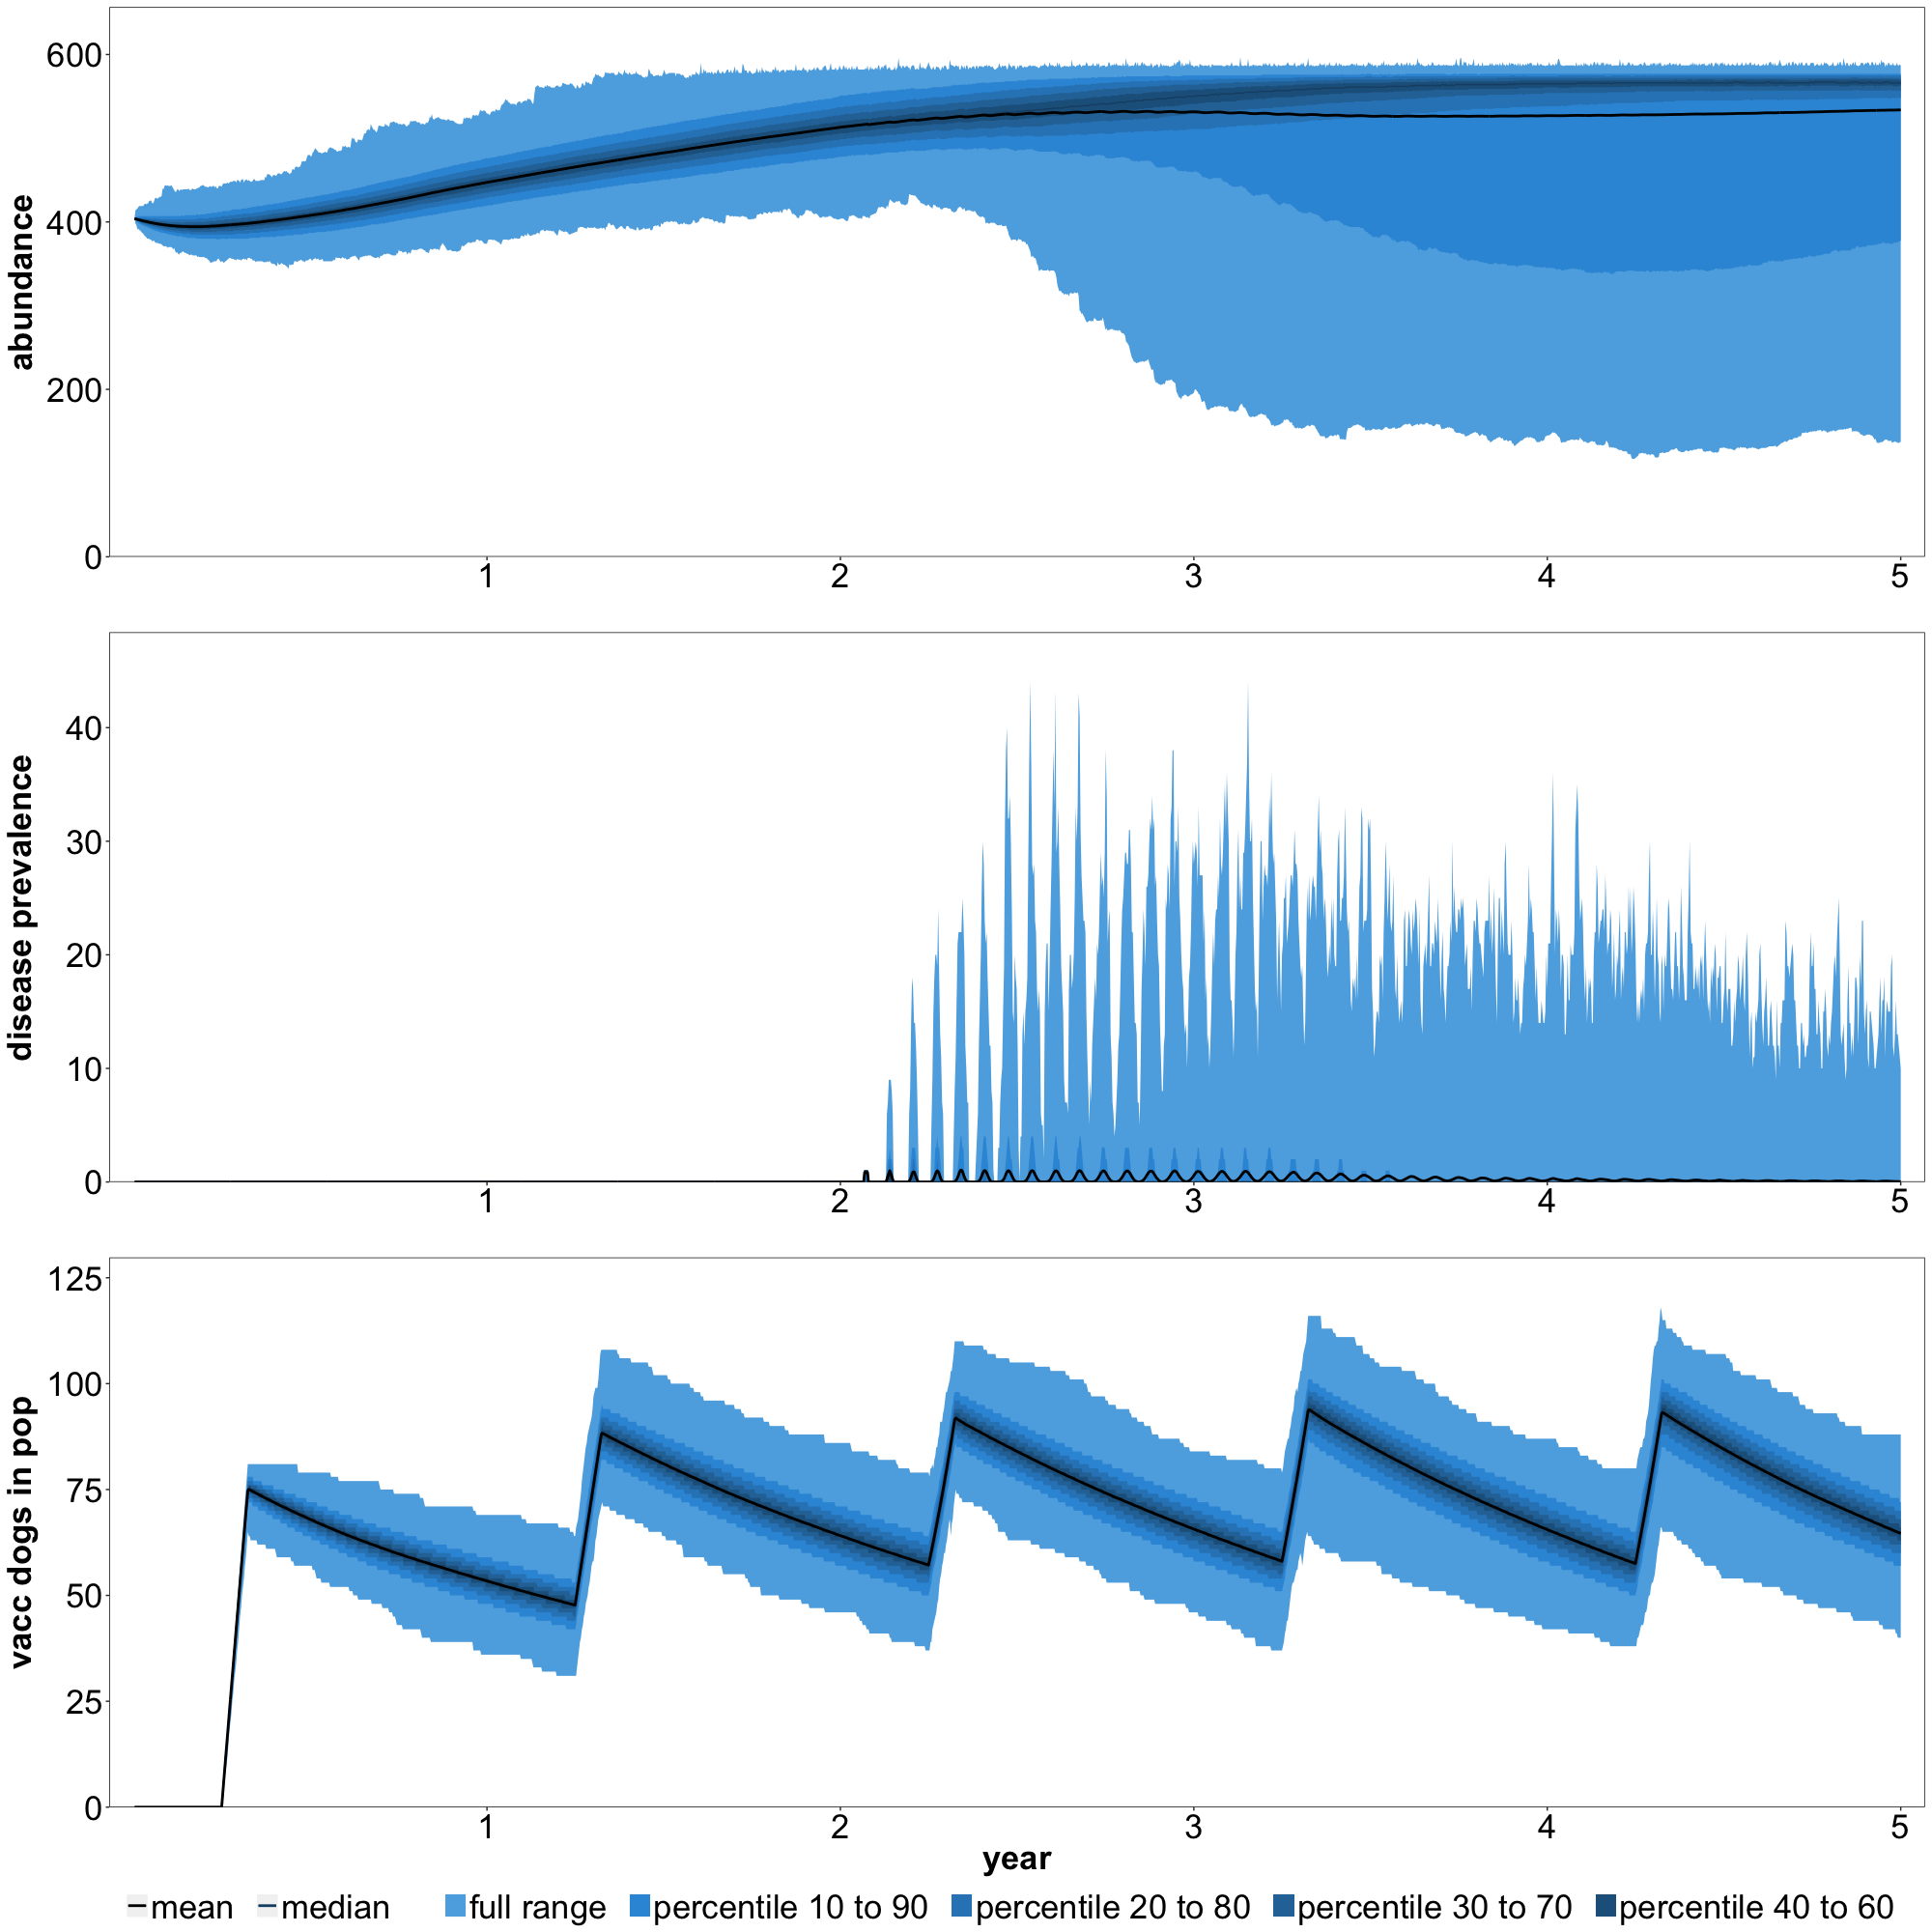 abundance
600
400
200
0
1 2 3 4 5
disease prevalence
40
30
20
10
0
1 2 3 4 5
vacc dogs in pop
125
100
75
50
25
0
1 2 3 4 5
year
mean median full range percentile 10 to 90 percentile 20 to 80 percentile 30 to 70 percentile 40 to 60